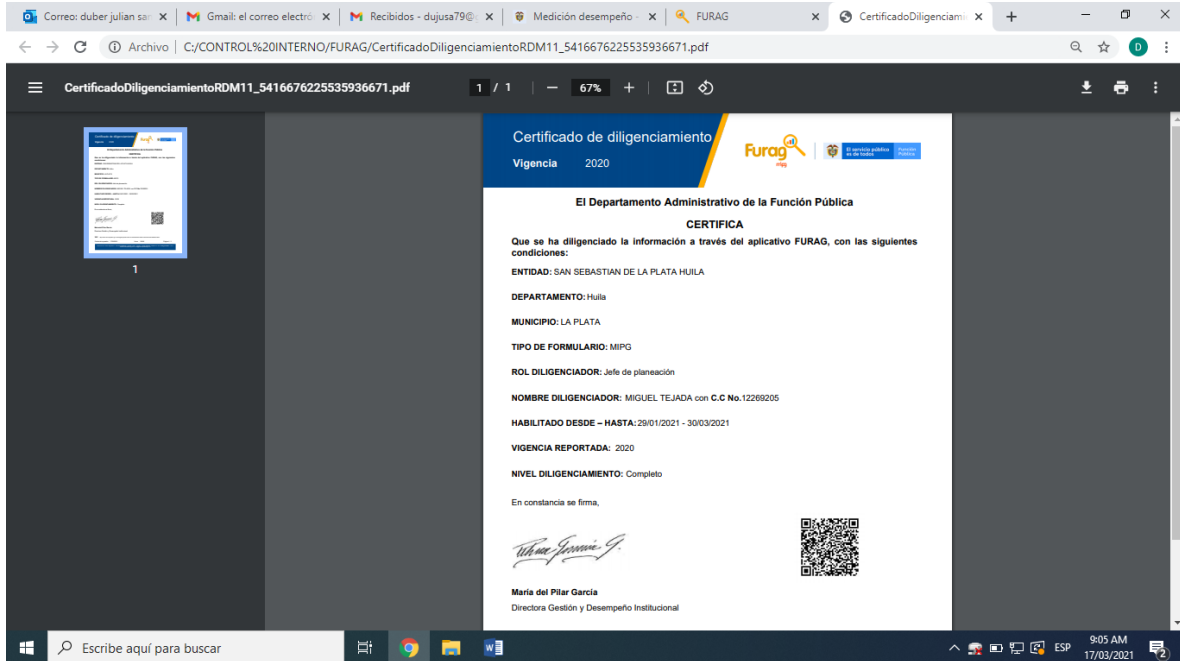 Correo: duber julian sar
Gmail: el correo electró
Recibidos - dujusa79@
Medición desempeño -
FURAG
CertificadoDiligenciami
Archivo | C:/CONTROL%20INTERNO/FURAG/CertificadoDiligenciamientoRDM11_5416676225535936671.pdf
D
CertificadoDiligenciamientoRDM11_5416676225535936671.pdf
1 / 1
67%
1
Certificado de diligenciamiento
Vigencia 2020
Furag
mipg
El servicio público es de todos
Función Pública
El Departamento Administrativo de la Función Pública
CERTIFICA
Que se ha diligenciado la información a través del aplicativo FURAG, con las siguientes
condiciones:
ENTIDAD: SAN SEBASTIAN DE LA PLATA HUILA
DEPARTAMENTO: Huila
MUNICIPIO: LA PLATA
TIPO DE FORMULARIO: MIPG
ROL DILIGENCIADOR: Jefe de planeación
NOMBRE DILIGENCIADOR: MIGUEL TEJADA con C.C No.12269205
HABILITADO DESDE – HASTA: 29/01/2021 - 30/03/2021
VIGENCIA REPORTADA: 2020
NIVEL DILIGENCIAMIENTO: Completo
En constancia se firma,
Maria del Pilar García
Directora Gestión y Desempeño Institucional
Escribe aquí para buscar
ESP
9:05 AM
17/03/2021
2